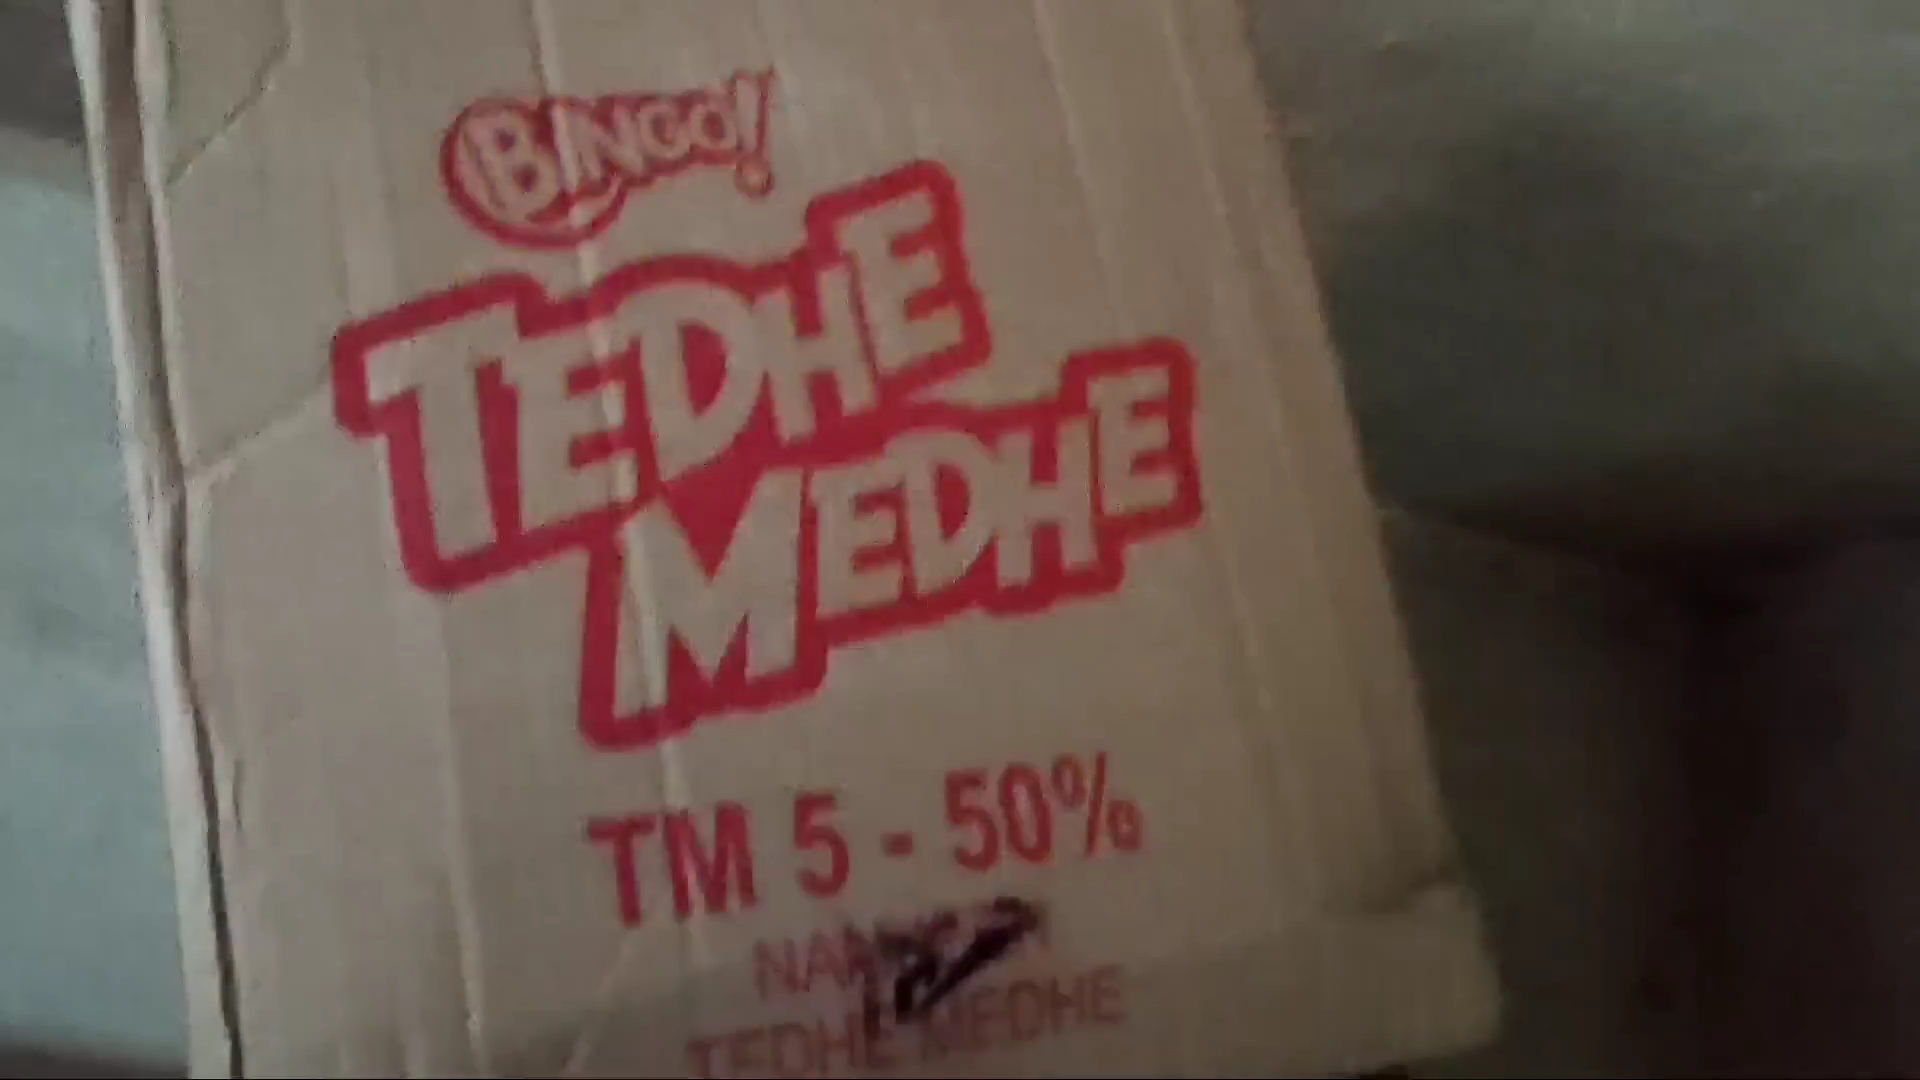 BINGO!
TEDHE
MEDHE
TM 5 - 50%
TEDHE MEDHE